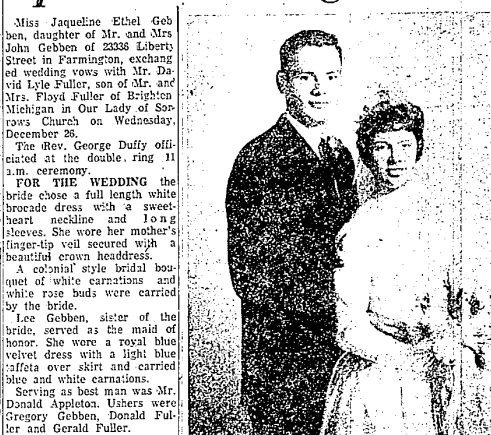 Miss Jaqueline Ethel Geb
ben, daughter of Mr. and Mrs
John Gebben of 23336 Liberty
Street in Farmington, exchang
ed wedding vows with Mr. Da
vid Lyle Fuller, son of Mr. and
Mrs. Floyd Fuller of Brighten
Michigan in Our Lady of Sor-
rows Church on Wednesday,
December 26.
The Rev. George Duffy offi-
ciated at the double, ring 11
a.m. ceremony.
FOR THE WEDDING the
bride chose a full length white
brocade dress with a sweet-
heart neckline and long
sleeves. She wore her mother's
finger-tip veil secured with a
beautiful crown headdress.
A colonial style bridal bou-
quet of white carnations and
white rose buds were carried
by the bride.
Lee Gebben, sister of the
bride, served as the maid of
honor. She were a royal blue
velvet dress with a light blue
taffeta over skirt and carried
blue and white carnations.
Serving as best man was Mr.
Donald Appleton. Ushers were
Gregory Gebben, Donald Ful-
ler and Gerald Fuller.